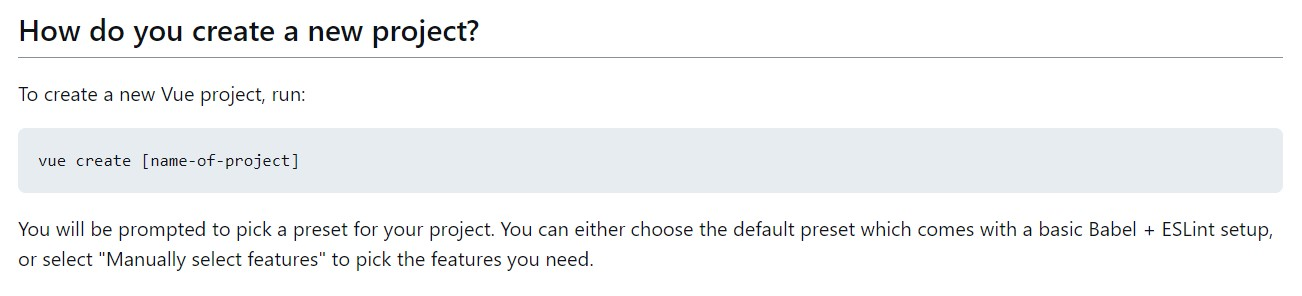 How do you create a new project?
To create a new Vue project, run:
vue create [name-of-project]
You will be prompted to pick a preset for your project. You can either choose the default preset which comes with a basic Babel + ESLint setup,
or select "Manually select features" to pick the features you need.